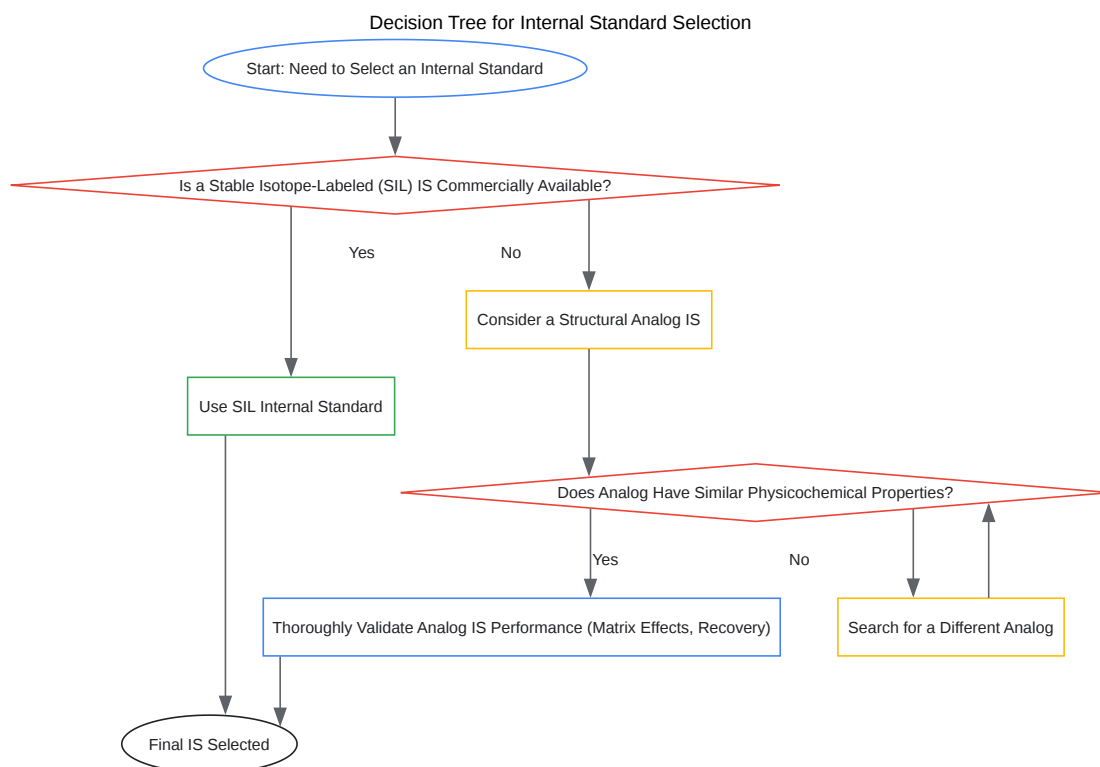 Decision Tree for Internal Standard Selection
Start: Need to Select an Internal Standard
Is a Stable Isotope-Labeled (SIL) IS Commercially Available?
Yes
No
Consider a Structural Analog IS
Use SIL Internal Standard
Does Analog Have Similar Physicochemical Properties?
Yes
No
Thoroughly Validate Analog IS Performance (Matrix Effects, Recovery)
Search for a Different Analog
Final IS Selected